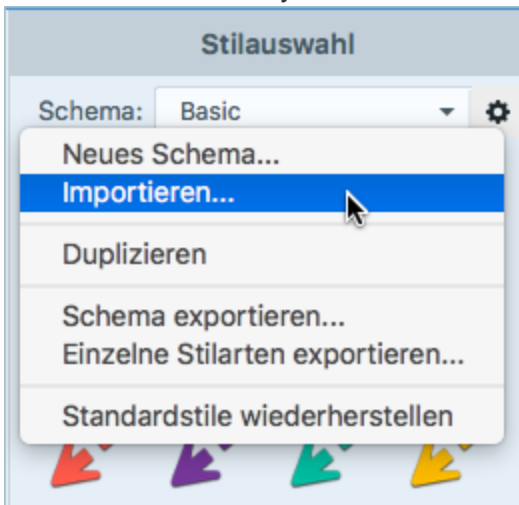 Stilauswahl
Schema: Basic
Neues Schema...
Importieren...
Duplizieren
Schema exportieren...
Einzelne Stilarten exportieren...
Standardstile wiederherstellen